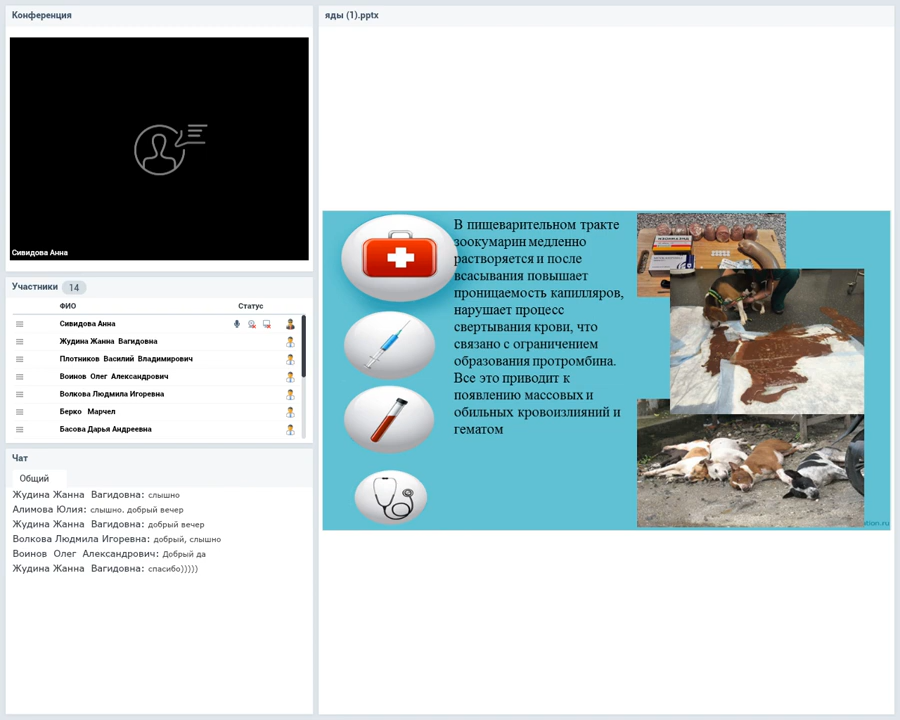 Конференция
Сивидова Анна
Участники 14
ФИО Статус
Сивидова Анна
Жудина Жанна Вагидовна
Плотников Василий Владимирович
Воинов Олег Александрович
Волкова Людмила Игоревна
Берко Марчел
Басова Дарья Андреевна
Чат
Общий
Жудина Жанна Вагидовна: слышно
Алимова Юлия: слышно, добрый вечер
Жудина Жанна Вагидовна: добрый вечер
Волкова Людмила Игоревна: добрый, слышно
Воинов Олег Александрович: Добрый да
Жудина Жанна Вагидовна: спасибо)))))
яды (1).pptx
В пищеварительном тракте
зоокумарин медленно
растворяется и после
всасывания повышает
проницаемость капилляров,
нарушает процесс
свертывания крови, что
связано с ограничением
образования протромбина.
Все это приводит к
появлению массовых и
обильных кровоизлияний и
гематом